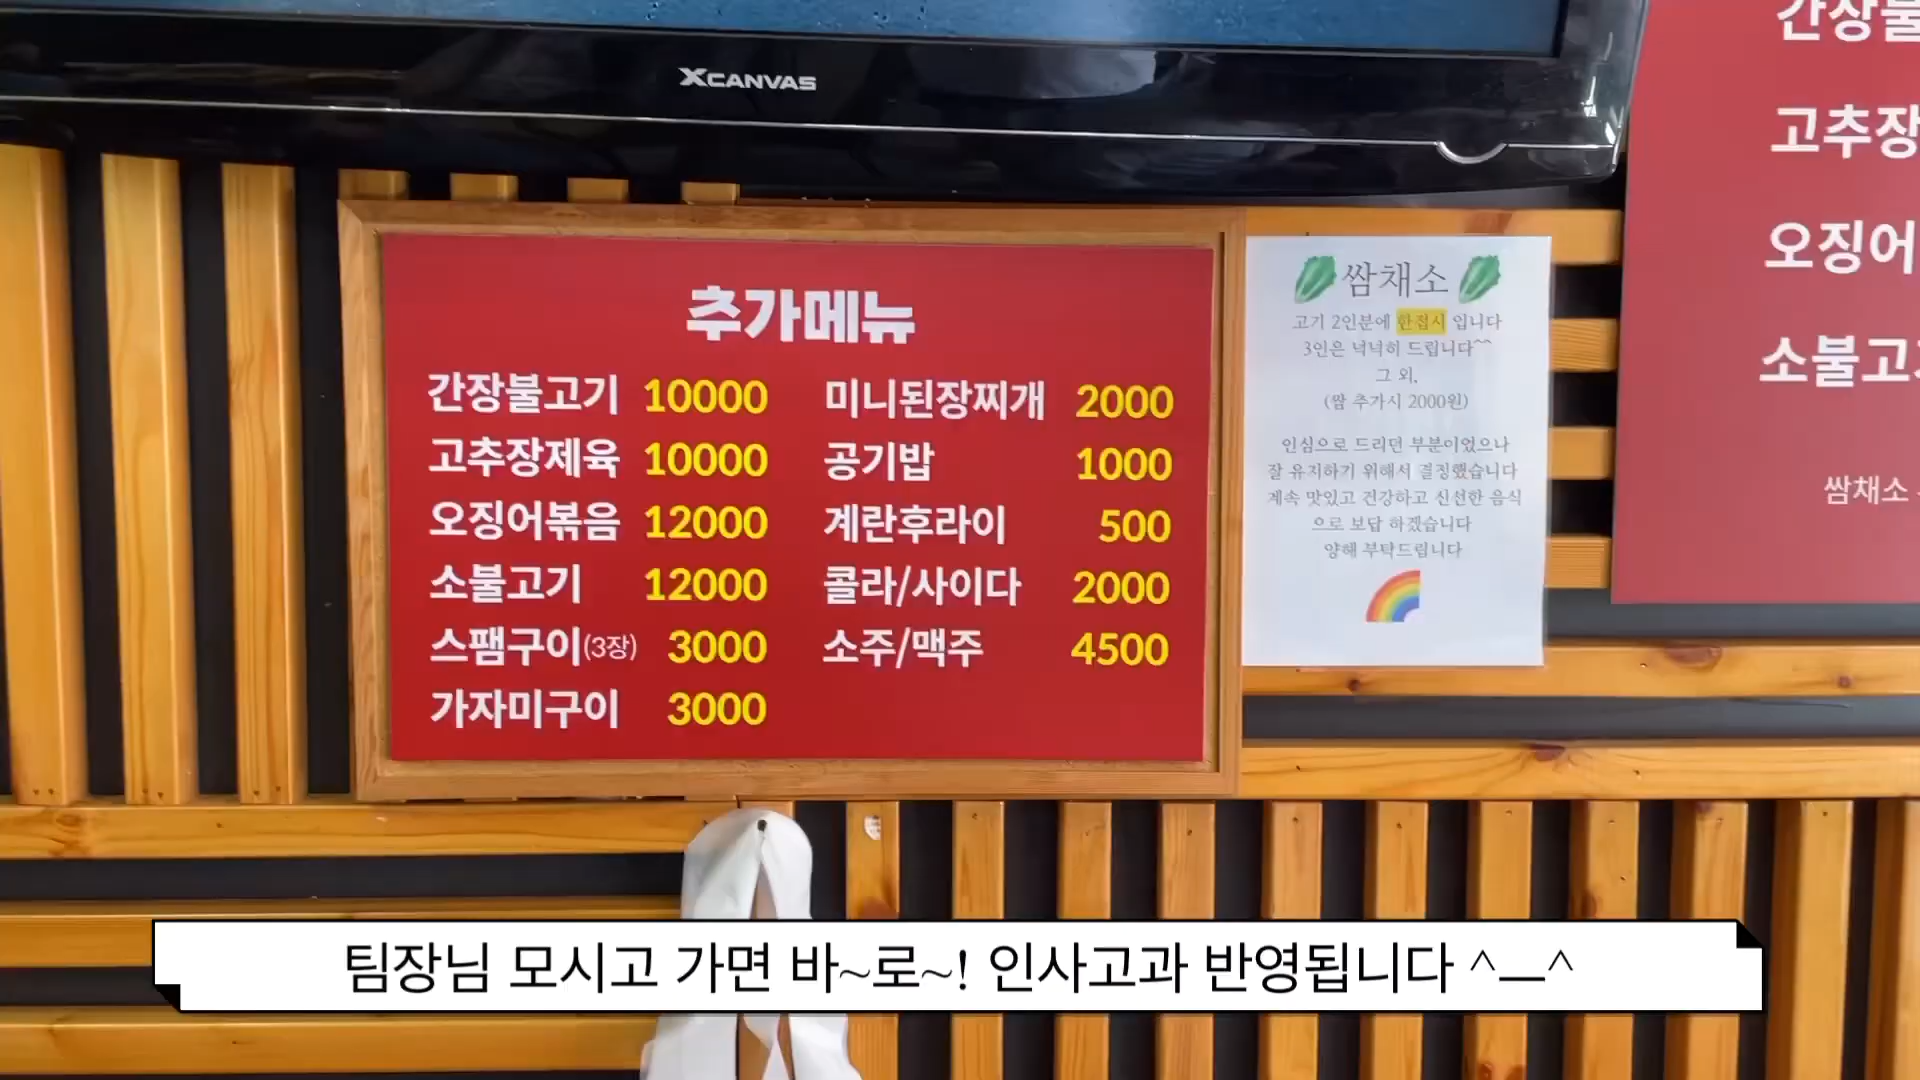 XCANVAS
추가메뉴
간장불고기 10000
고추장제육 10000
오징어볶음 12000
소불고기 12000
스팸구이(3장) 3000
가자미구이 3000
미니된장찌개 2000
공기밥 1000
계란후라이 500
콜라/사이다 2000
소주/맥주 4500
쌈채소
고기 2인분에 한접시 입니다
3인은 넉넉히 드립니다^^
그 외,
(쌈 추가시 2000원)
인심으로 드리던 부분이었으나
잘 유지하기 위해서 결정했습니다
계속 맛있고 건강하고 신선한 음식
으로 보답 하겠습니다
양해 부탁드립니다
간장불
고추장
오징어
소불고
쌈채소
팀장님 모시고 가면 바~로~! 인사고과 반영됩니다 ^ㅡ^